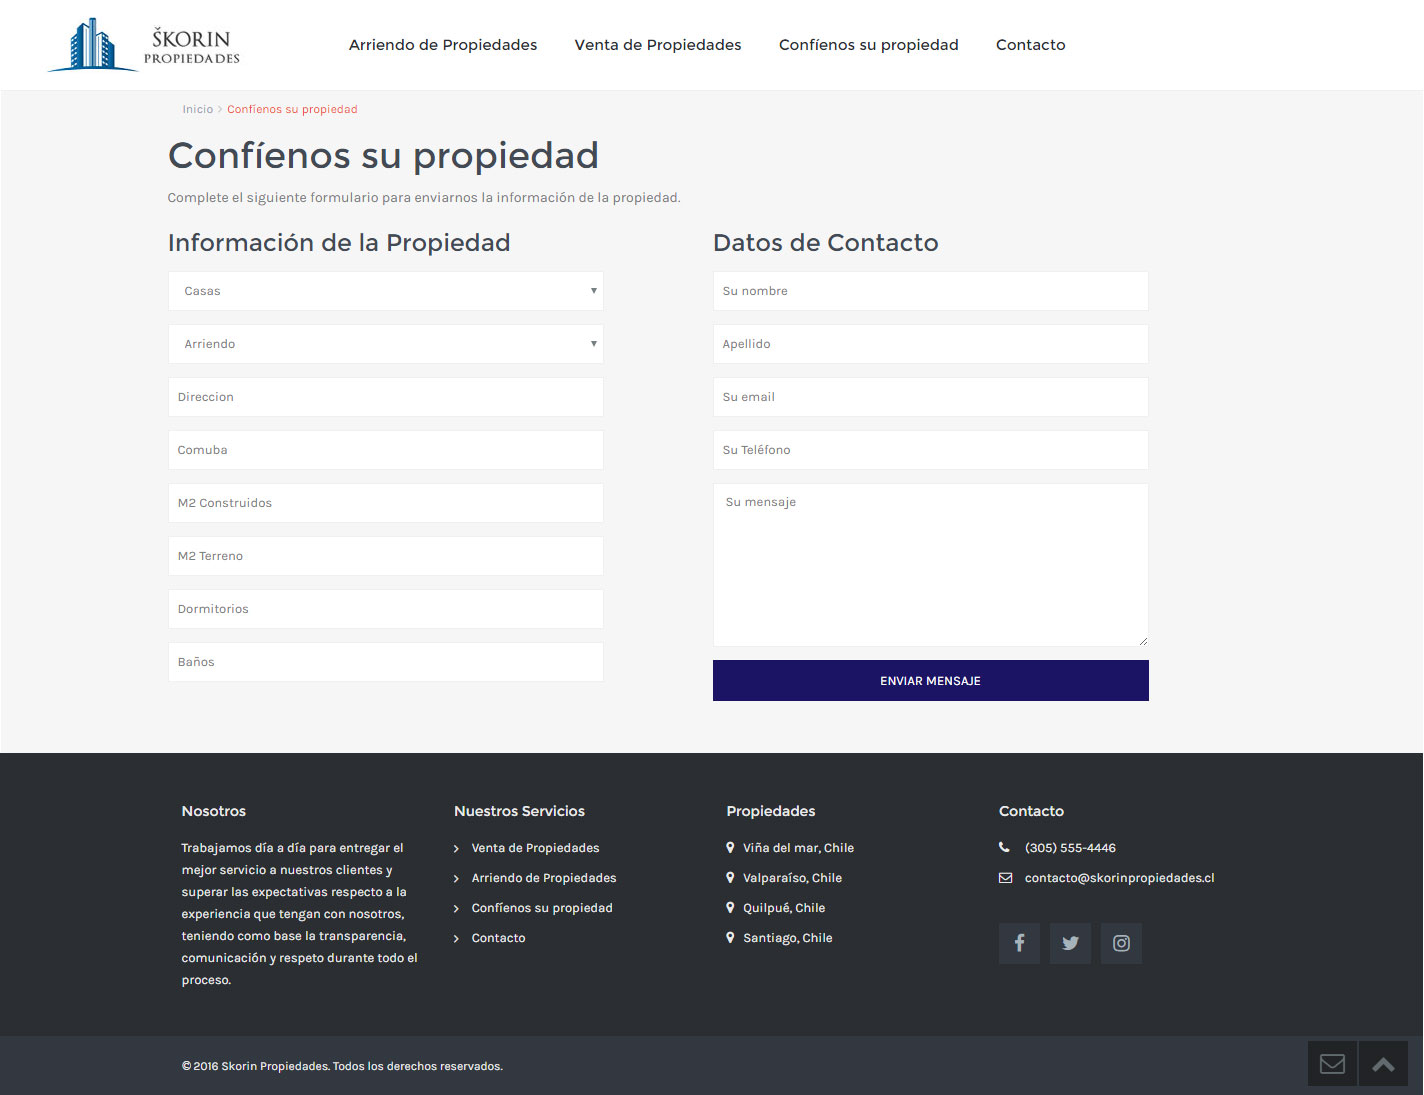 ŠKORIN
PROPIEDADES
Arriendo de Propiedades
Venta de Propiedades
Confíenos su propiedad
Contacto
Inicio › Confíenos su propiedad
Confíenos su propiedad
Complete el siguiente formulario para enviarnos la información de la propiedad.
Información de la Propiedad
Casas
Arriendo
Direccion
Comuba
M2 Construidos
M2 Terreno
Dormitorios
Baños
Datos de Contacto
Su nombre
Apellido
Su email
Su Teléfono
Su mensaje
ENVIAR MENSAJE
Nosotros
Trabajamos día a día para entregar el
mejor servicio a nuestros clientes y
superar las expectativas respecto a la
experiencia que tengan con nosotros,
teniendo como base la transparencia,
comunicación y respeto durante todo el
proceso.
Nuestros Servicios
Venta de Propiedades
Arriendo de Propiedades
Confíenos su propiedad
Contacto
Propiedades
Viña del mar, Chile
Valparaíso, Chile
Quilpué, Chile
Santiago, Chile
Contacto
(305) 555-4446
contacto@skorinpropiedades.cl
© 2016 Skorin Propiedades. Todos los derechos reservados.